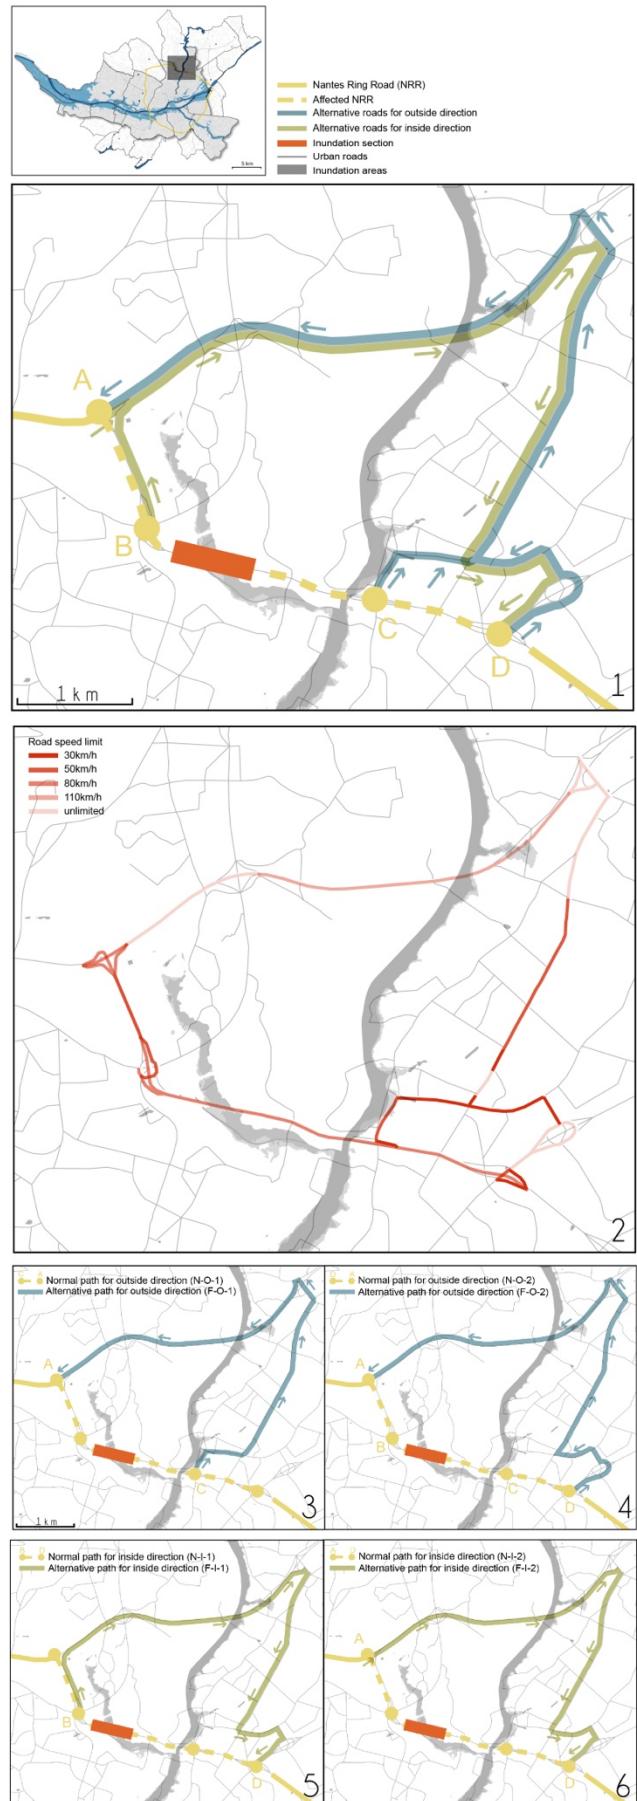 5 km
Nantes Ring Road (NRR)
Affected NRR
Alternative roads for outside direction
Alternative roads for inside direction
Inundation section
Urban roads
Inundation areas
A
B
C
D
1 km
1
Road speed limit
30km/h
50km/h
80km/h
110km/h
unlimited
2
C A
Normal path for outside direction (N-O-1)
Alternative path for outside direction (F-O-1)
A
C
1 km
3
D A
Normal path for outside direction (N-O-2)
Alternative path for outside direction (F-O-2)
A
B
C
D
4
Normal path for inside direction (N-I-1)
Alternative path for inside direction (F-I-1)
B
D
5
A D
Normal path for inside direction (N-I-2)
Alternative path for inside direction (F-I-2)
A
D
6